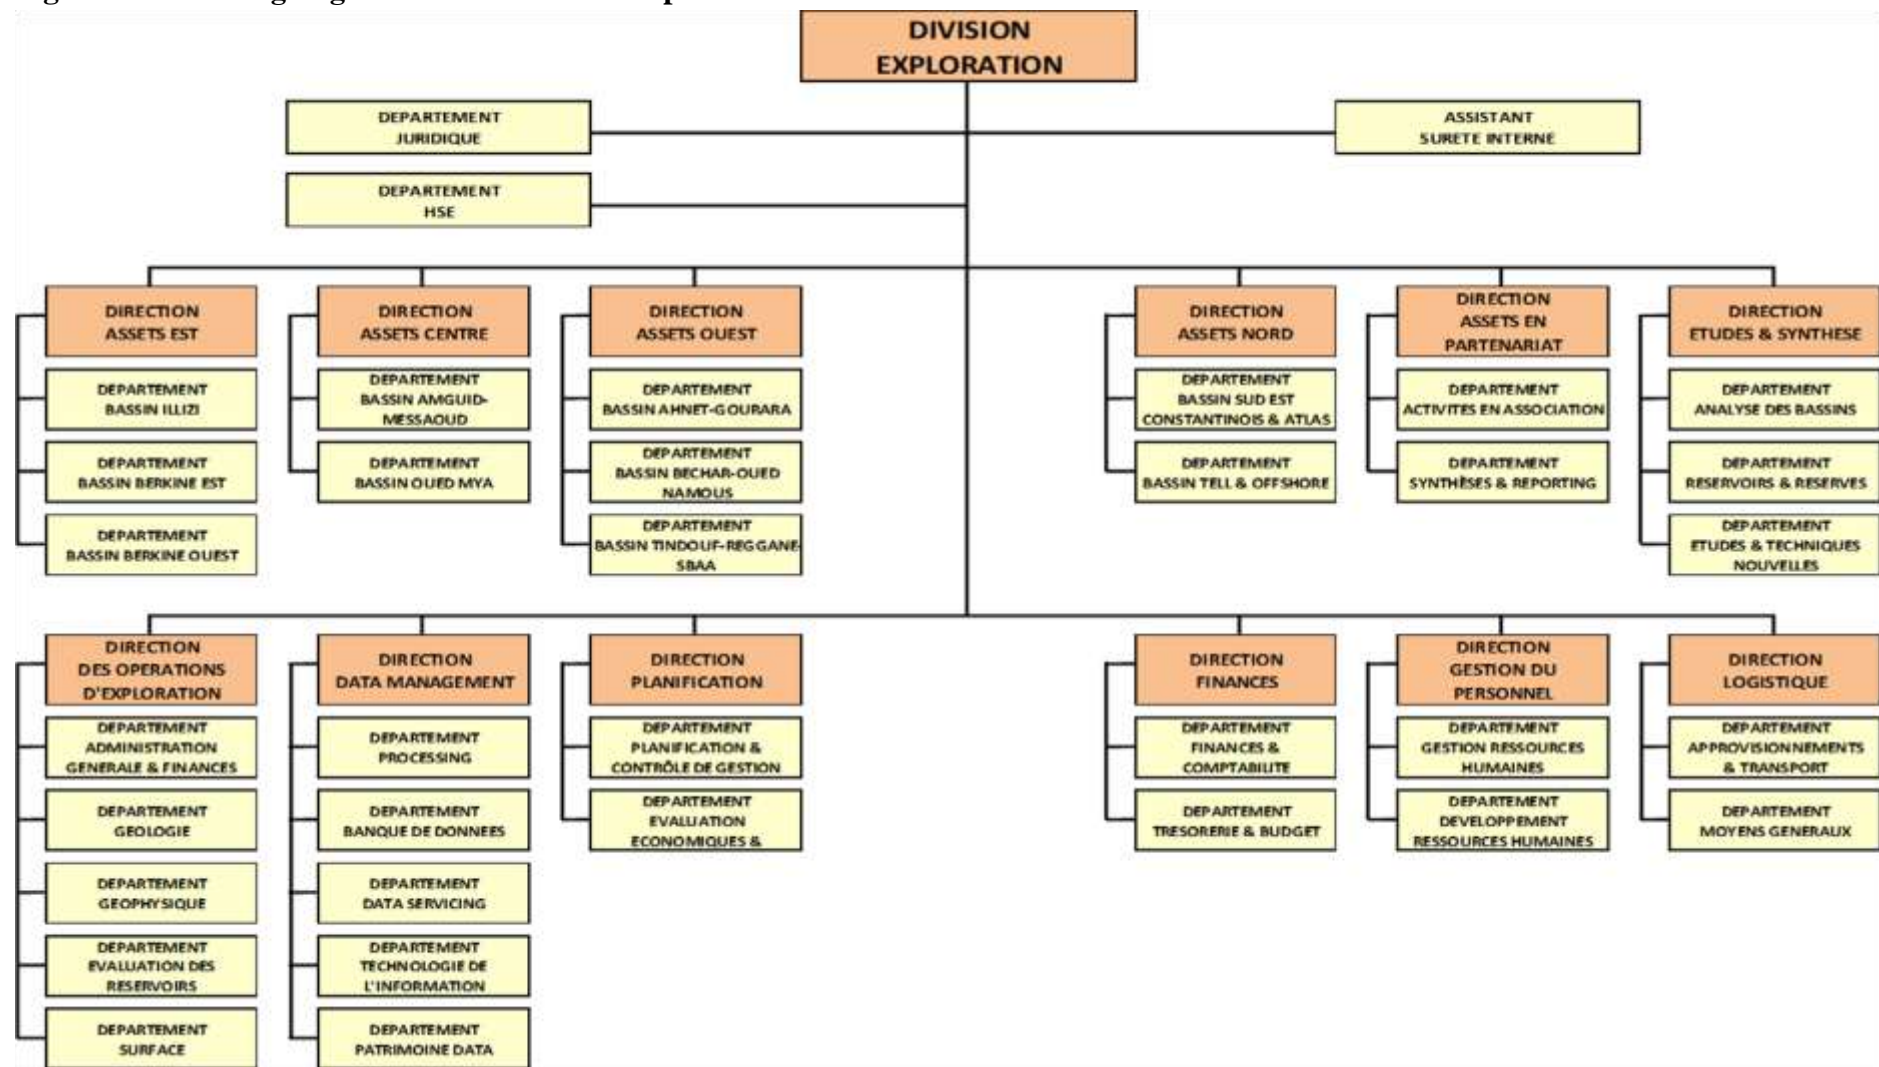 DIVISION
EXPLORATION
DEPARTEMENT
JURIDIQUE
ASSISTANT
SURETE INTERNE
DEPARTEMENT
HSE
DIRECTION
ASSETS EST
DEPARTEMENT
BASSIN ILLIZI
DEPARTEMENT
BASSIN BERKINE EST
DEPARTEMENT
BASSIN BERKINE OUEST
DIRECTION
ASSETS CENTRE
DEPARTEMENT
BASSIN AMGUID-
MESSAOUD
DEPARTEMENT
BASSIN OUED MYA
DIRECTION
ASSETS OUEST
DEPARTEMENT
BASSIN AHNET-GOURARA
DEPARTEMENT
BASSIN BECHAR-OUED
NAMOUS
DEPARTEMENT
BASSIN TINDOUF-REGGANE-
SBAA
DIRECTION
ASSETS NORD
DEPARTEMENT
BASSIN SUD EST
CONSTANTINOIS & ATLAS
DEPARTEMENT
BASSIN TELL & OFFSHORE
DIRECTION
ASSETS EN
PARTENARIAT
DEPARTEMENT
ACTIVITES EN ASSOCIATION
DEPARTEMENT
SYNTHÈSES & REPORTING
DIRECTION
ETUDES & SYNTHESE
DEPARTEMENT
ANALYSE DES BASSINS
DEPARTEMENT
RESERVOIRS & RESERVES
DEPARTEMENT
ETUDES & TECHNIQUES
NOUVELLES
DIRECTION
DES OPERATIONS
D'EXPLORATION
DEPARTEMENT
ADMINISTRATION
GENERALE & FINANCES
DEPARTEMENT
GEOLOGIE
DEPARTEMENT
GEOPHYSIQUE
DEPARTEMENT
EVALUATION DES
RESERVOIRS
DEPARTEMENT
SURFACE
DIRECTION
DATA MANAGEMENT
DEPARTEMENT
PROCESSING
DEPARTEMENT
BANQUE DE DONNEES
DEPARTEMENT
DATA SERVICING
DEPARTEMENT
TECHNOLOGIE DE
L'INFORMATION
DEPARTEMENT
PATRIMOINE DATA
DIRECTION
PLANIFICATION
DEPARTEMENT
PLANIFICATION &
CONTRÔLE DE GESTION
DEPARTEMENT
EVALUATION
ECONOMIQUES &
DIRECTION
FINANCES
DEPARTEMENT
FINANCES &
COMPTABILITE
DEPARTEMENT
TRESORERIE & BUDGET
DIRECTION
GESTION DU
PERSONNEL
DEPARTEMENT
GESTION RESSOURCES
HUMAINES
DEPARTEMENT
DEVELOPPEMENT
RESSOURCES HUMAINES
DIRECTION
LOGISTIQUE
DEPARTEMENT
APPROVISIONNEMENTS
& TRANSPORT
DEPARTEMENT
MOYENS GENERAUX